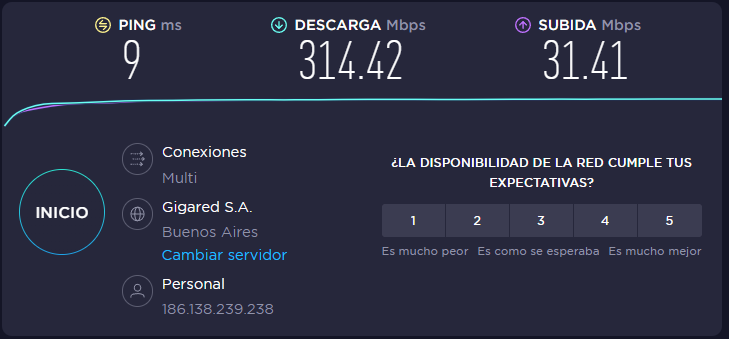 PING ms
9
DESCARGA Mbps
314.42
SUBIDA Mbps
31.41
INICIO
Conexiones
Multi
Gigared S.A.
Buenos Aires
Cambiar servidor
Personal
186.138.239.238
¿LA DISPONIBILIDAD DE LA RED CUMPLE TUS
EXPECTATIVAS?
1 2 3 4 5
Es mucho peor Es como se esperaba Es mucho mejor